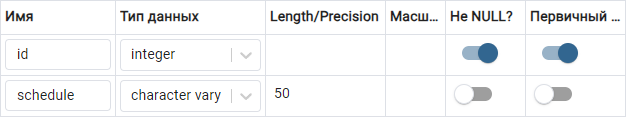 Имя Тип данных Length/Precision Масш... Не NULL? Первичный ...
id integer
schedule character vary 50